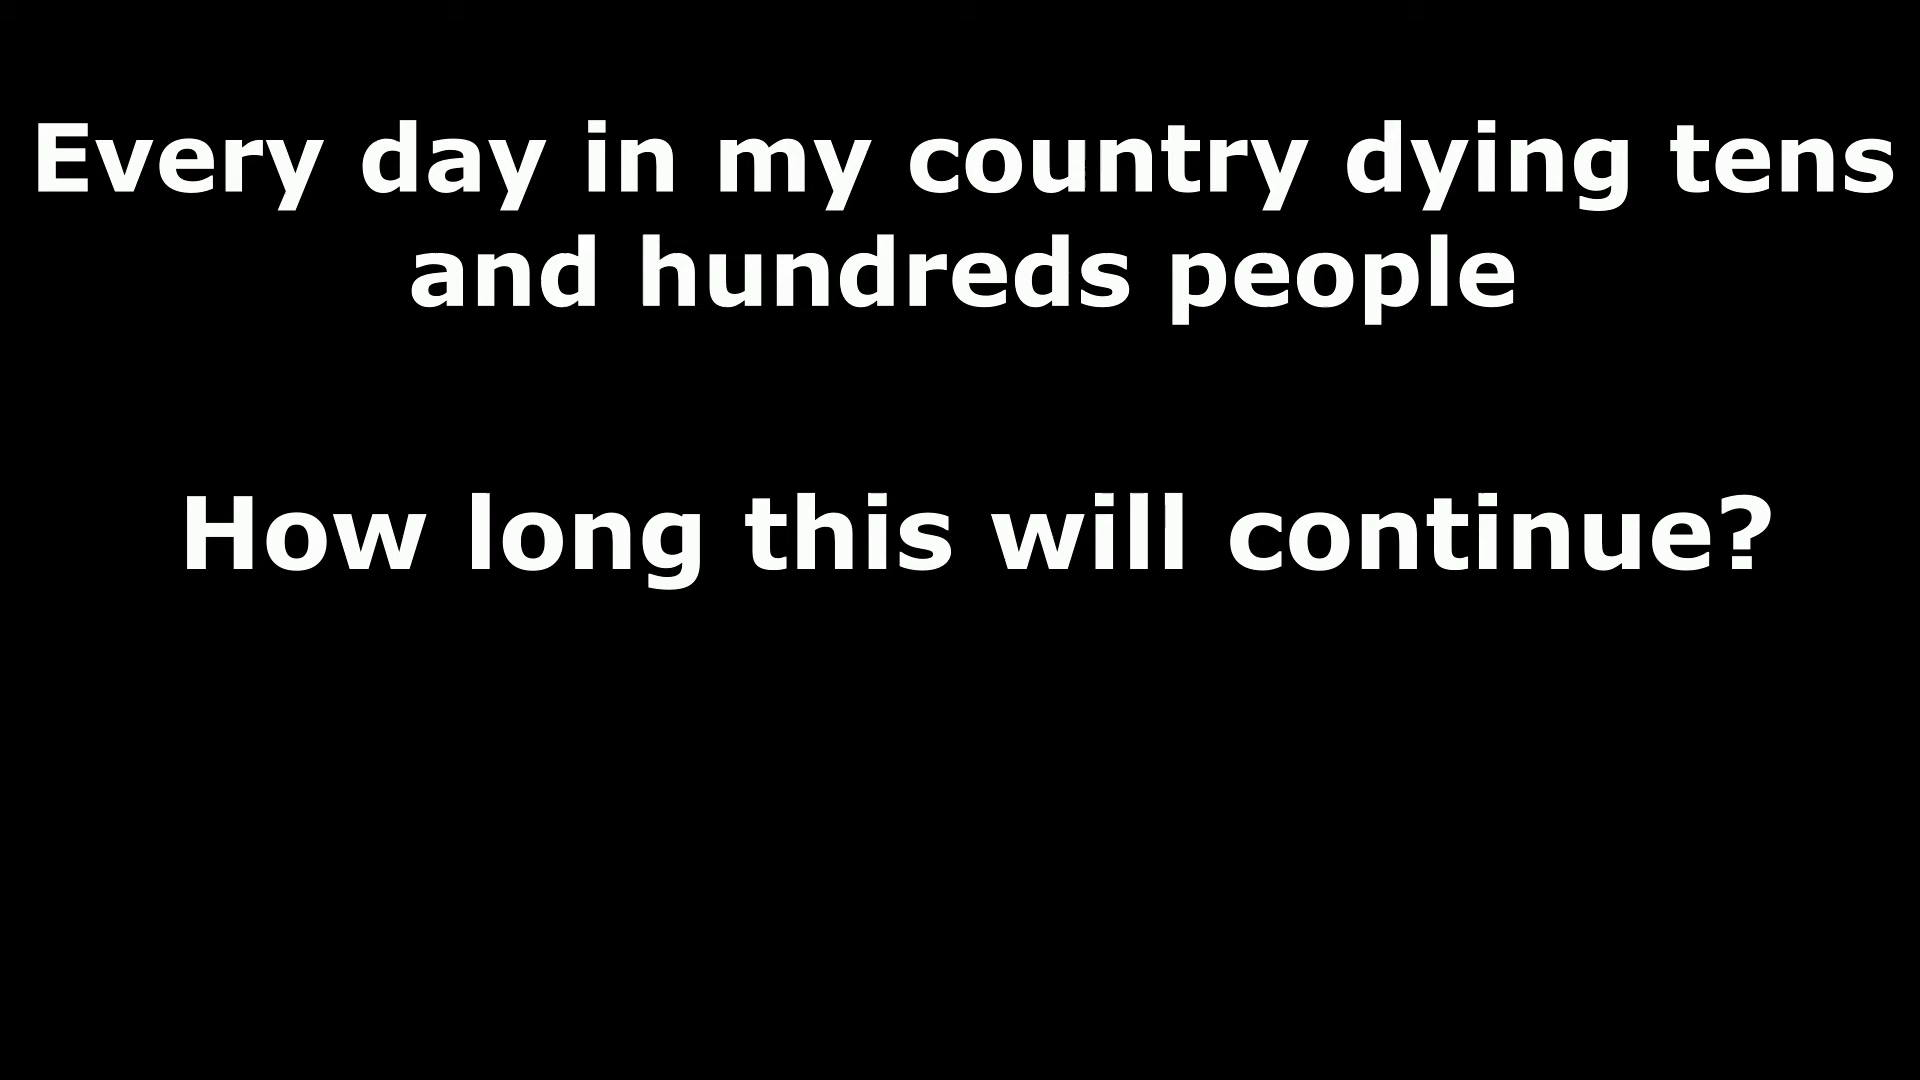 Every day in my country dying tens
and hundreds people
How long this will continue?